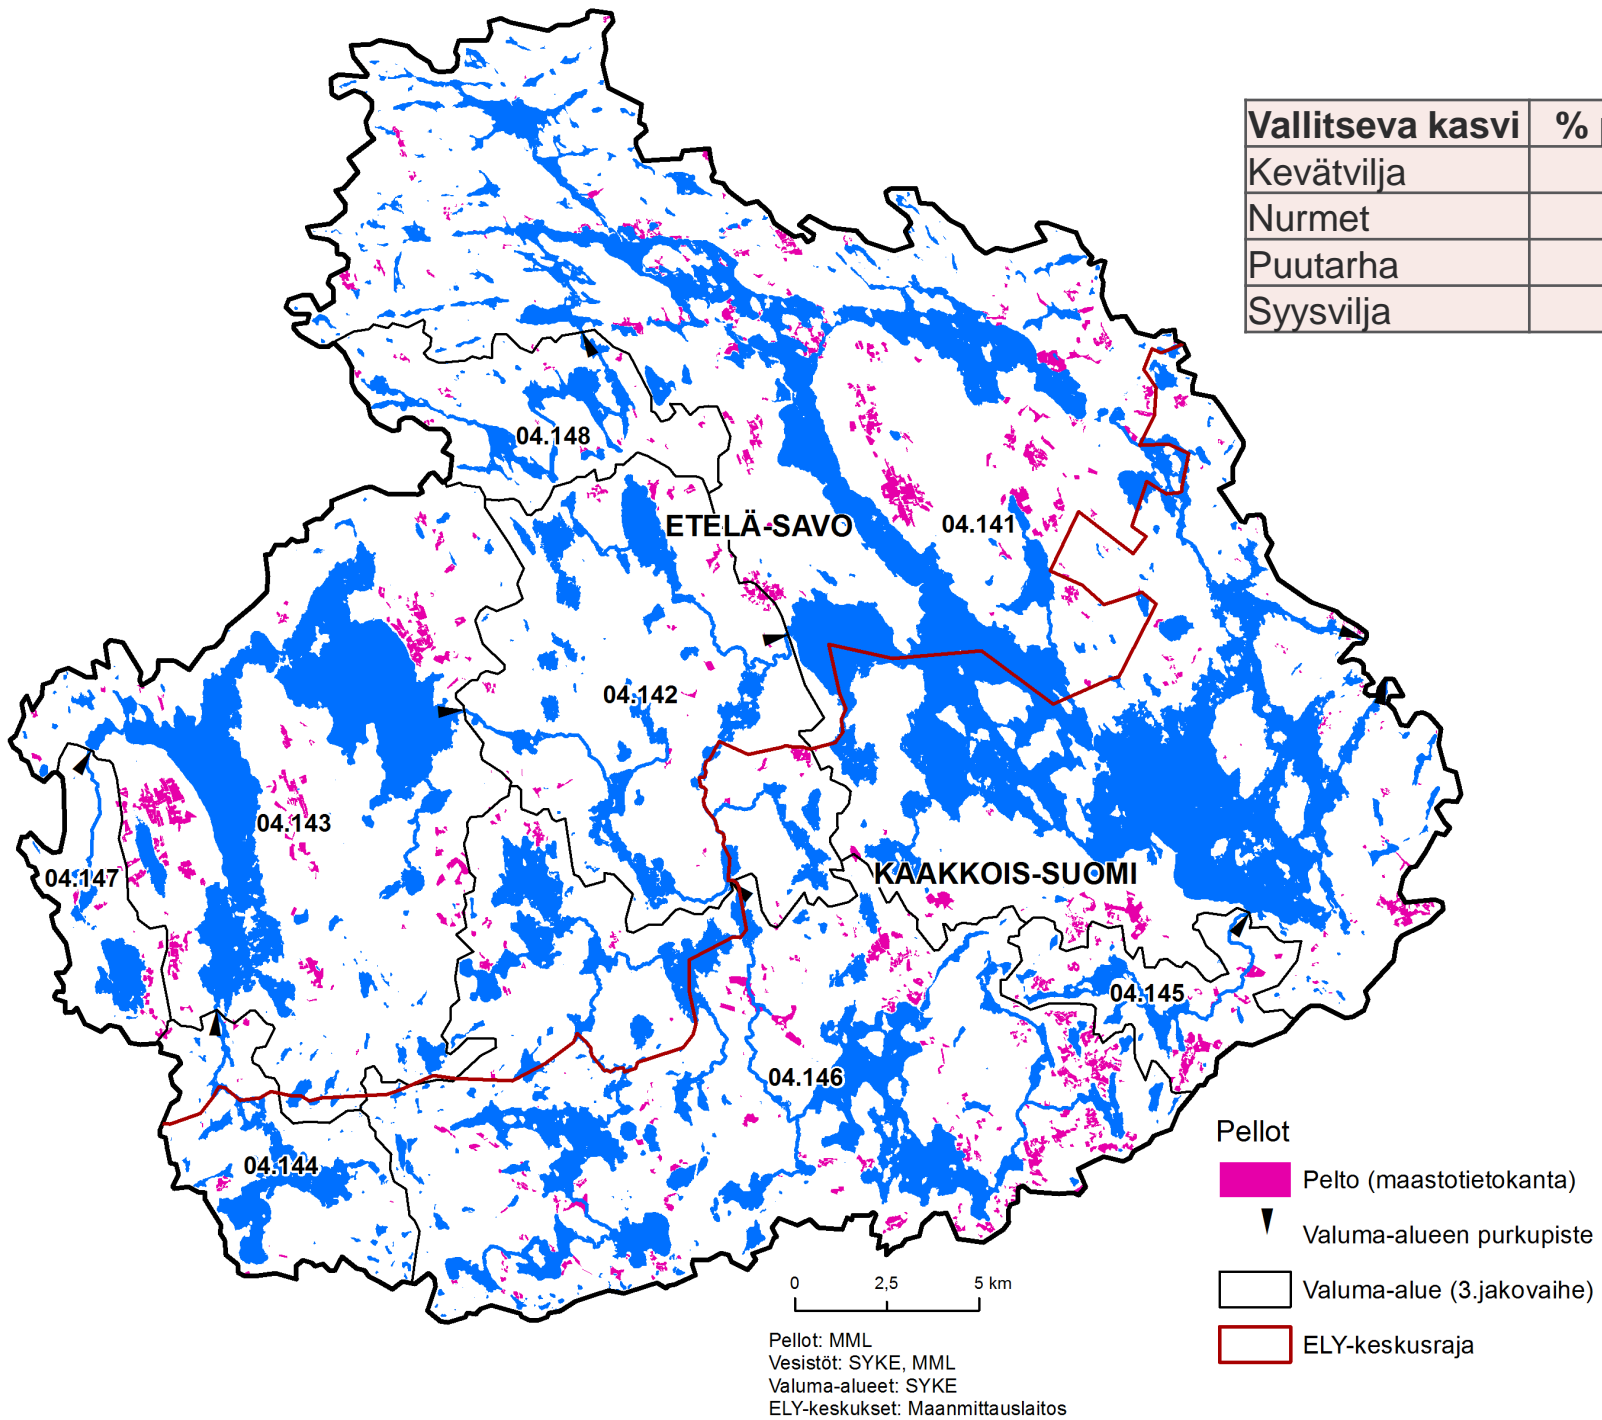 Vallitseva kasvi % p
Kevätvilja
Nurmet
Puutarha
Syysvilja
04.148
ETELÄ-SAVO
04.141
04.142
04.143
KAAKKOIS-SUOMI
04.147
04.145
04.146
04.144
Pellot
Pelto (maastotietokanta)
Valuma-alueen purkupiste
Valuma-alue (3.jakovaihe)
ELY-keskusraja
0 2,5 5 km
Pellot: MML
Vesistöt: SYKE, MML
Valuma-alueet: SYKE
ELY-keskukset: Maanmittauslaitos